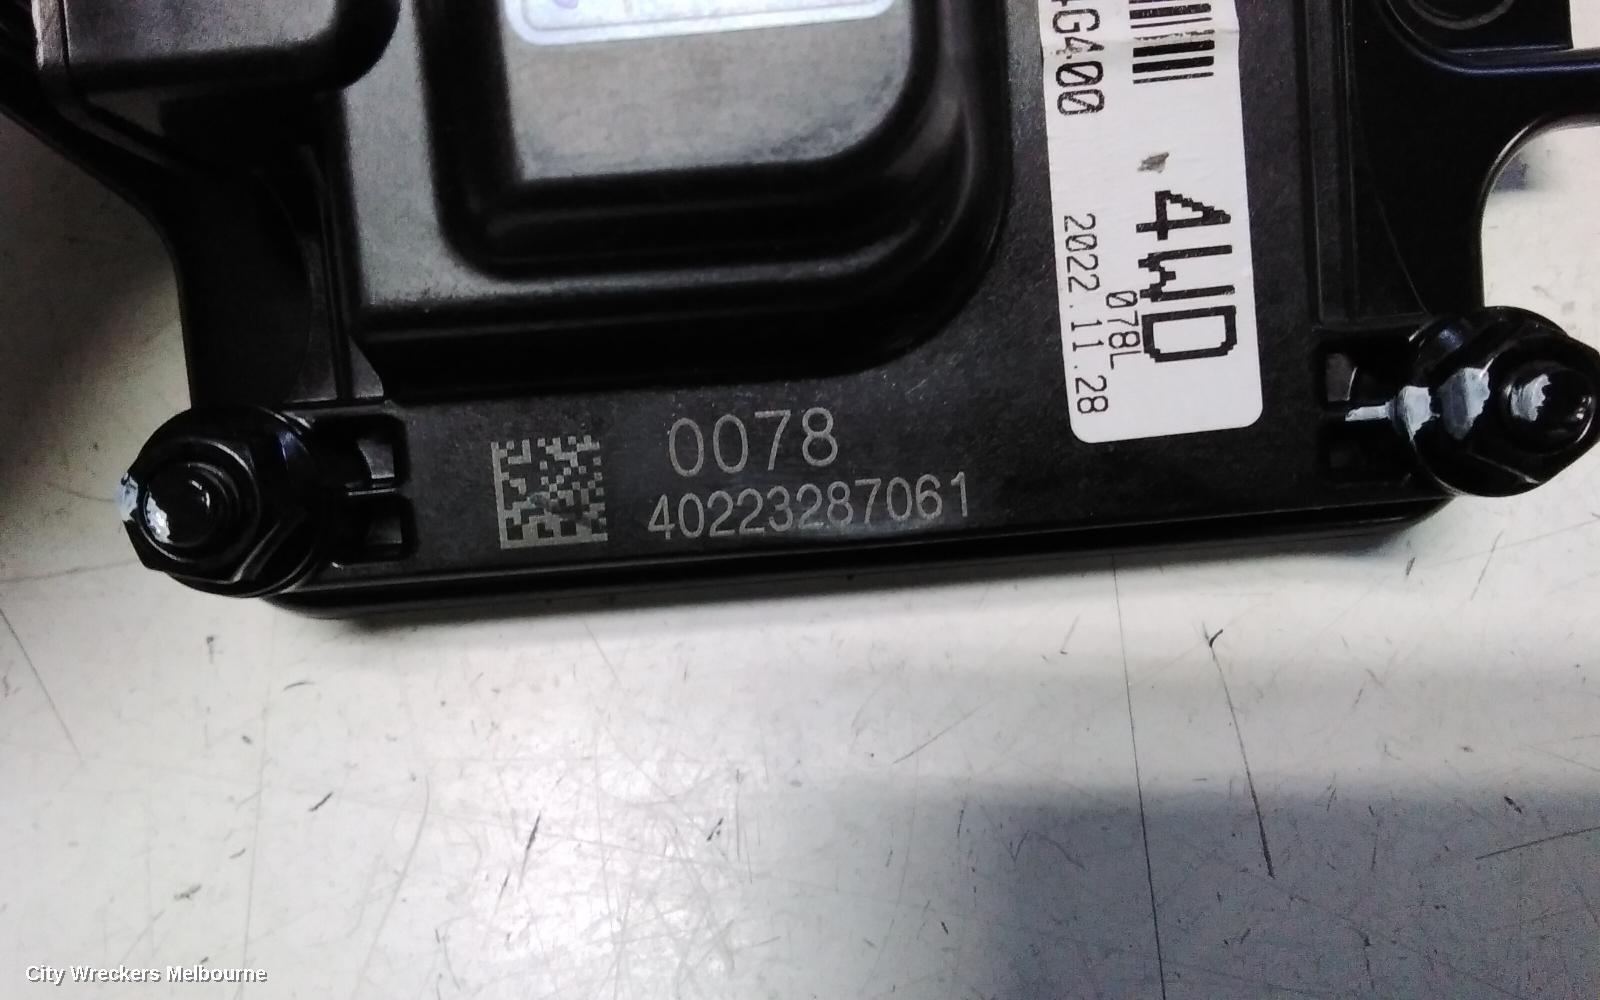 4G400
4WD
078L
2022.11.28
0078
40223287061
City Wreckers Melbourne